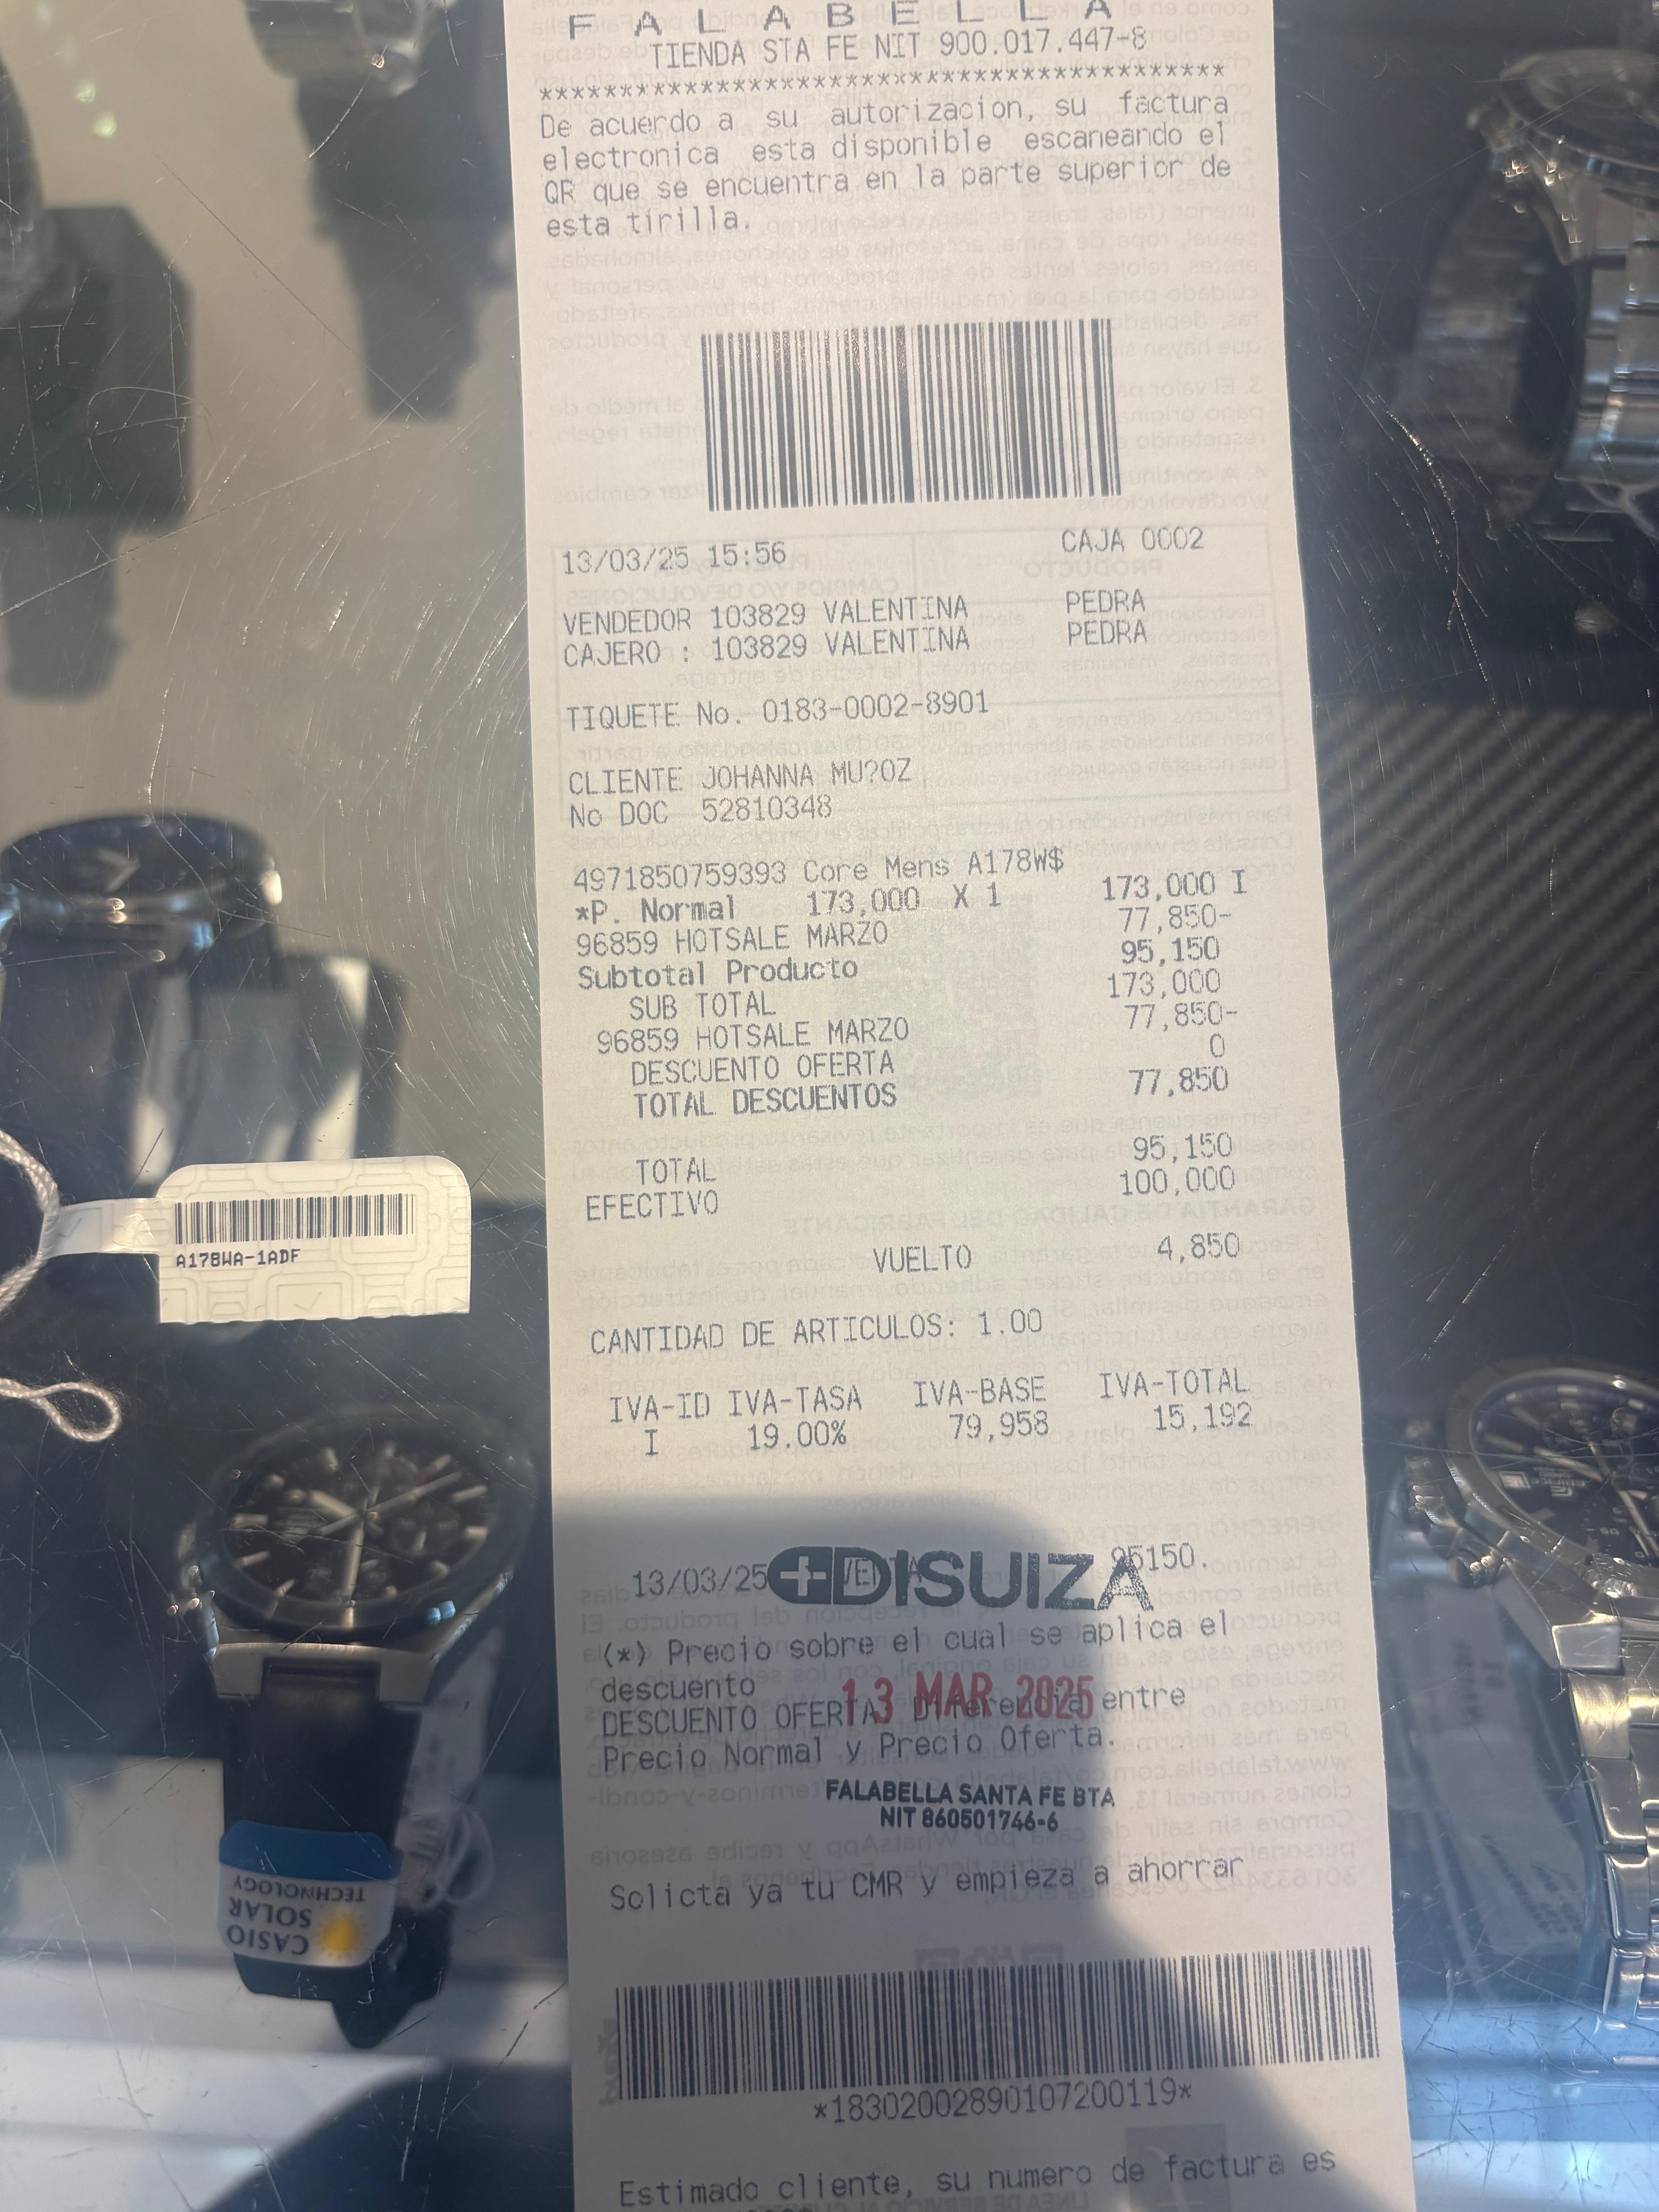 FALABELLA
TIENDA STA FE NIT 900.017.447-8
*******************************************
De acuerdo a su autorizacion, su factura
electronica esta disponible escaneando el
QR que se encuentra en la parte superior de
esta tirilla.
13/03/25 15:56 CAJA 0002
VENDEDOR 103829 VALENTINA PEDRA
CAJERO : 103829 VALENTINA PEDRA
TIQUETE No. 0183-0002-8901
CLIENTE JOHANNA MU?OZ
No DOC 52810348
4971850759393 Core Mens A178W$
*P. Normal 173,000 X 1 173,000 I
96859 HOTSALE MARZO 77,850-
Subtotal Producto 95,150
SUB TOTAL 173,000
96859 HOTSALE MARZO 77,850-
DESCUENTO OFERTA 0
TOTAL DESCUENTOS 77,850
TOTAL 95,150
EFECTIVO 100,000
VUELTO 4,850
CANTIDAD DE ARTICULOS: 1.00
IVA-ID IVA-TASA IVA-BASE IVA-TOTAL
I 19.00% 79,958 15,192
13/03/25 95150.
DISUIZA
(*) Precio sobre el cual se aplica el
descuento
13 MAR 2025
DESCUENTO OFERTA Diferencia entre
Precio Normal y Precio Oferta.
FALABELLA SANTA FE BTA
NIT 860501746-6
Solicta ya tu CMR y empieza a ahorrar
*18302002890107200119*
Estimado cliente, su numero de factura es
A178WA-1ADF
CASIO
SOLAR
TECHNOLOGY